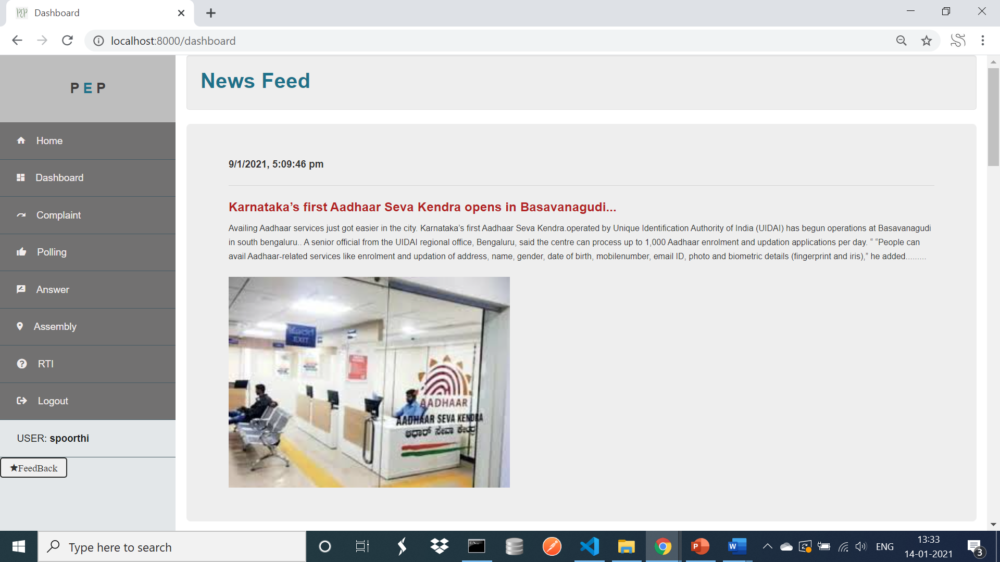 PEP Dashboard
localhost:8000/dashboard
P E P
Home
Dashboard
Complaint
Polling
Answer
Assembly
RTI
Logout
USER: spoorthi
★FeedBack
News Feed
9/1/2021, 5:09:46 pm
Karnataka’s first Aadhaar Seva Kendra opens in Basavanagudi...
Availing Aadhaar services just got easier in the city. Karnataka’s first Aadhaar Seva Kendra.operated by Unique Identification Authority of India (UIDAI) has begun operations at Basavanagudi
in south bengaluru.. A senior official from the UIDAI regional office, Bengaluru, said the centre can process up to 1,000 Aadhaar enrolment and updation applications per day. “ “People can
avail Aadhaar-related services like enrolment and updation of address, name, gender, date of birth, mobilenumber, email ID, photo and biometric details (fingerprint and iris),” he added.........
EXIT
AADHAAR
AADHAAR SEVA KENDRA
ಆಧಾರ್ ಸೇವಾ ಕೇಂದ್ರ
Type here to search
ENG
13:33
14-01-2021
3